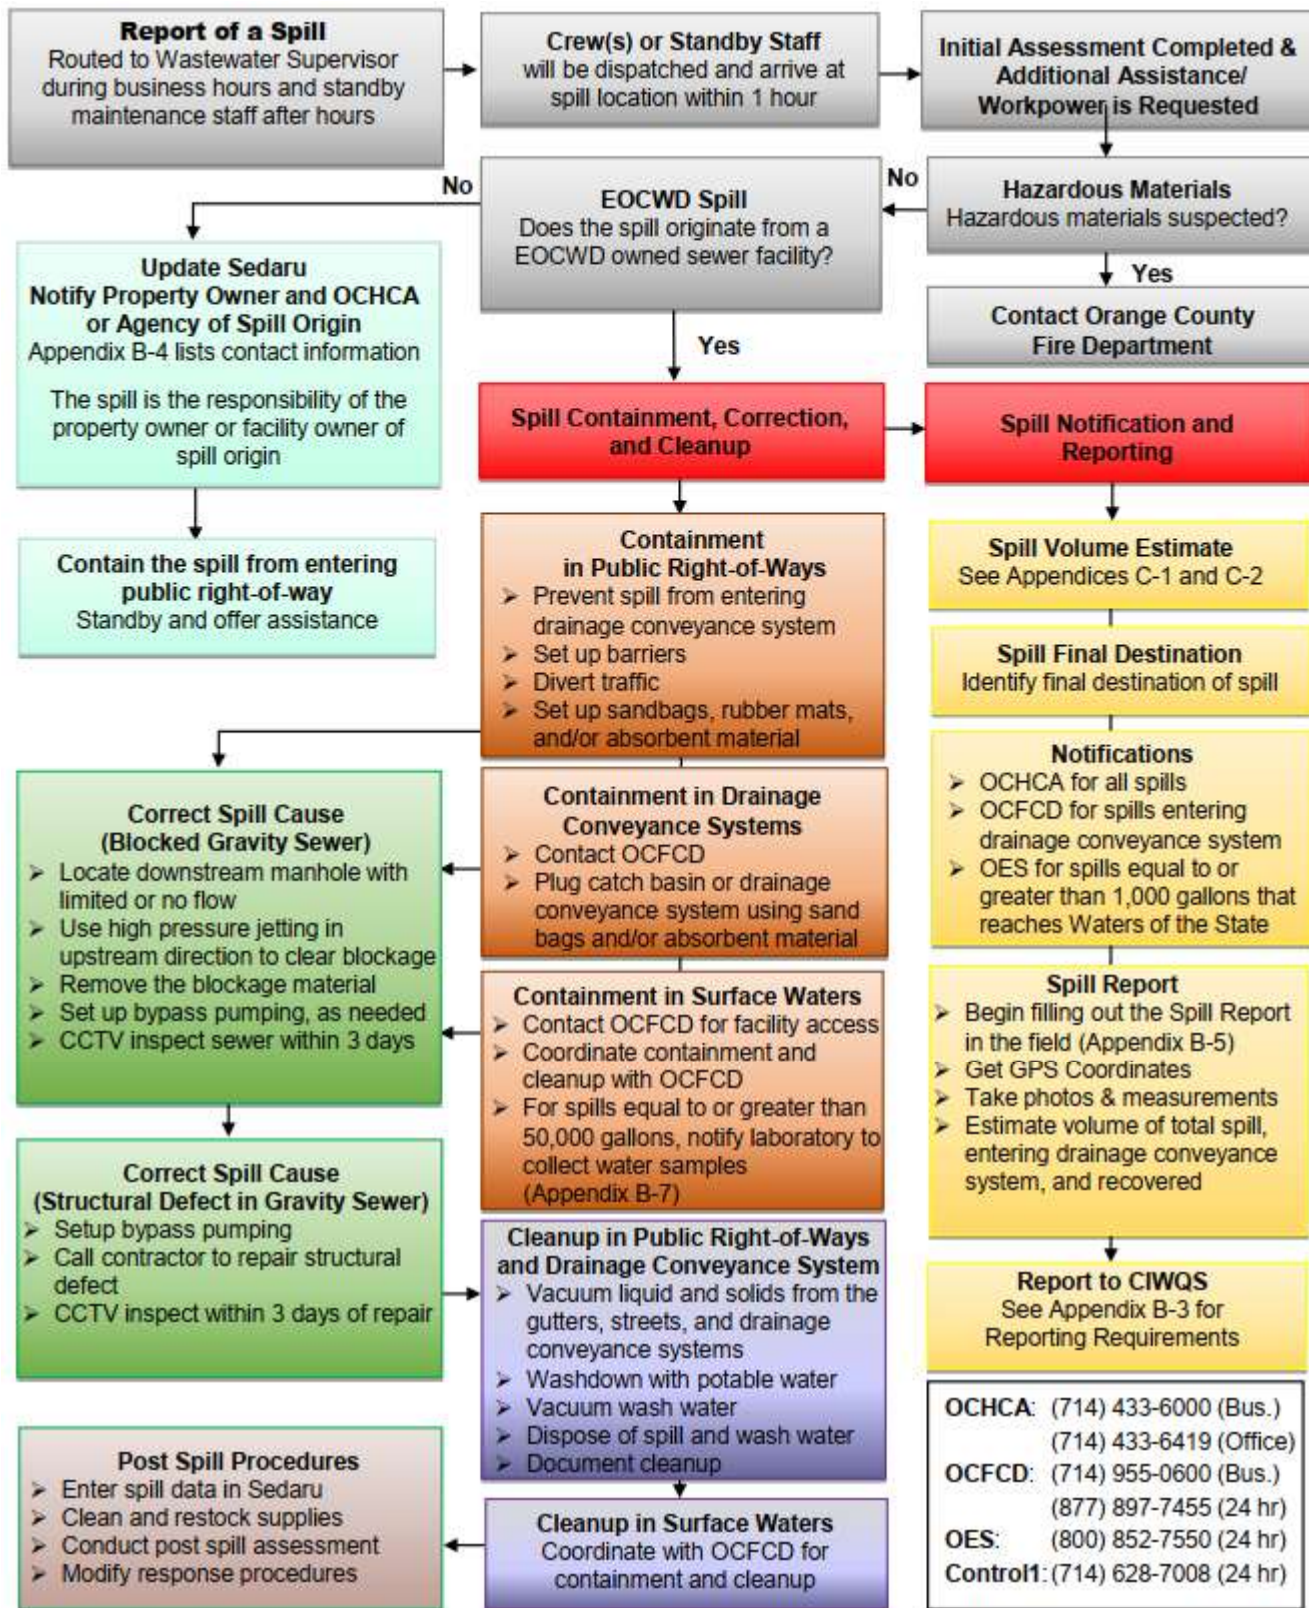 Report of a Spill
Routed to Wastewater Supervisor
during business hours and standby
maintenance staff after hours
Crew(s) or Standby Staff
will be dispatched and arrive at
spill location within 1 hour
Initial Assessment Completed &
Additional Assistance/
Workpower is Requested
No
EOCWD Spill
Does the spill originate from a
EOCWD owned sewer facility?
No
Hazardous Materials
Hazardous materials suspected?
Yes
Contact Orange County
Fire Department
Update Sedaru
Notify Property Owner and OCHCA
or Agency of Spill Origin
Appendix B-4 lists contact information
The spill is the responsibility of the
property owner or facility owner of
spill origin
Yes
Spill Containment, Correction,
and Cleanup
Spill Notification and
Reporting
Contain the spill from entering
public right-of-way
Standby and offer assistance
Containment
in Public Right-of-Ways
➢ Prevent spill from entering
drainage conveyance system
➢ Set up barriers
➢ Divert traffic
➢ Set up sandbags, rubber mats,
and/or absorbent material
Spill Volume Estimate
See Appendices C-1 and C-2
Spill Final Destination
Identify final destination of spill
Notifications
➢ OCHCA for all spills
➢ OCFCD for spills entering
drainage conveyance system
➢ OES for spills equal to or
greater than 1,000 gallons that
reaches Waters of the State
Correct Spill Cause
(Blocked Gravity Sewer)
➢ Locate downstream manhole with
limited or no flow
➢ Use high pressure jetting in
upstream direction to clear blockage
➢ Remove the blockage material
➢ Set up bypass pumping, as needed
➢ CCTV inspect sewer within 3 days
Containment in Drainage
Conveyance Systems
➢ Contact OCFCD
➢ Plug catch basin or drainage
conveyance system using sand
bags and/or absorbent material
Containment in Surface Waters
➢ Contact OCFCD for facility access
➢ Coordinate containment and
cleanup with OCFCD
➢ For spills equal to or greater than
50,000 gallons, notify laboratory to
collect water samples
(Appendix B-7)
Spill Report
➢ Begin filling out the Spill Report
in the field (Appendix B-5)
➢ Get GPS Coordinates
➢ Take photos & measurements
➢ Estimate volume of total spill,
entering drainage conveyance
system, and recovered
Correct Spill Cause
(Structural Defect in Gravity Sewer)
➢ Setup bypass pumping
➢ Call contractor to repair structural
defect
➢ CCTV inspect within 3 days of repair
Cleanup in Public Right-of-Ways
and Drainage Conveyance System
➢ Vacuum liquid and solids from the
gutters, streets, and drainage
conveyance systems
➢ Washdown with potable water
➢ Vacuum wash water
➢ Dispose of spill and wash water
➢ Document cleanup
Report to CIWQS
See Appendix B-3 for
Reporting Requirements
Post Spill Procedures
➢ Enter spill data in Sedaru
➢ Clean and restock supplies
➢ Conduct post spill assessment
➢ Modify response procedures
Cleanup in Surface Waters
Coordinate with OCFCD for
containment and cleanup
OCHCA: (714) 433-6000 (Bus.)
(714) 433-6419 (Office)
OCFCD: (714) 955-0600 (Bus.)
(877) 897-7455 (24 hr)
OES: (800) 852-7550 (24 hr)
Control1: (714) 628-7008 (24 hr)